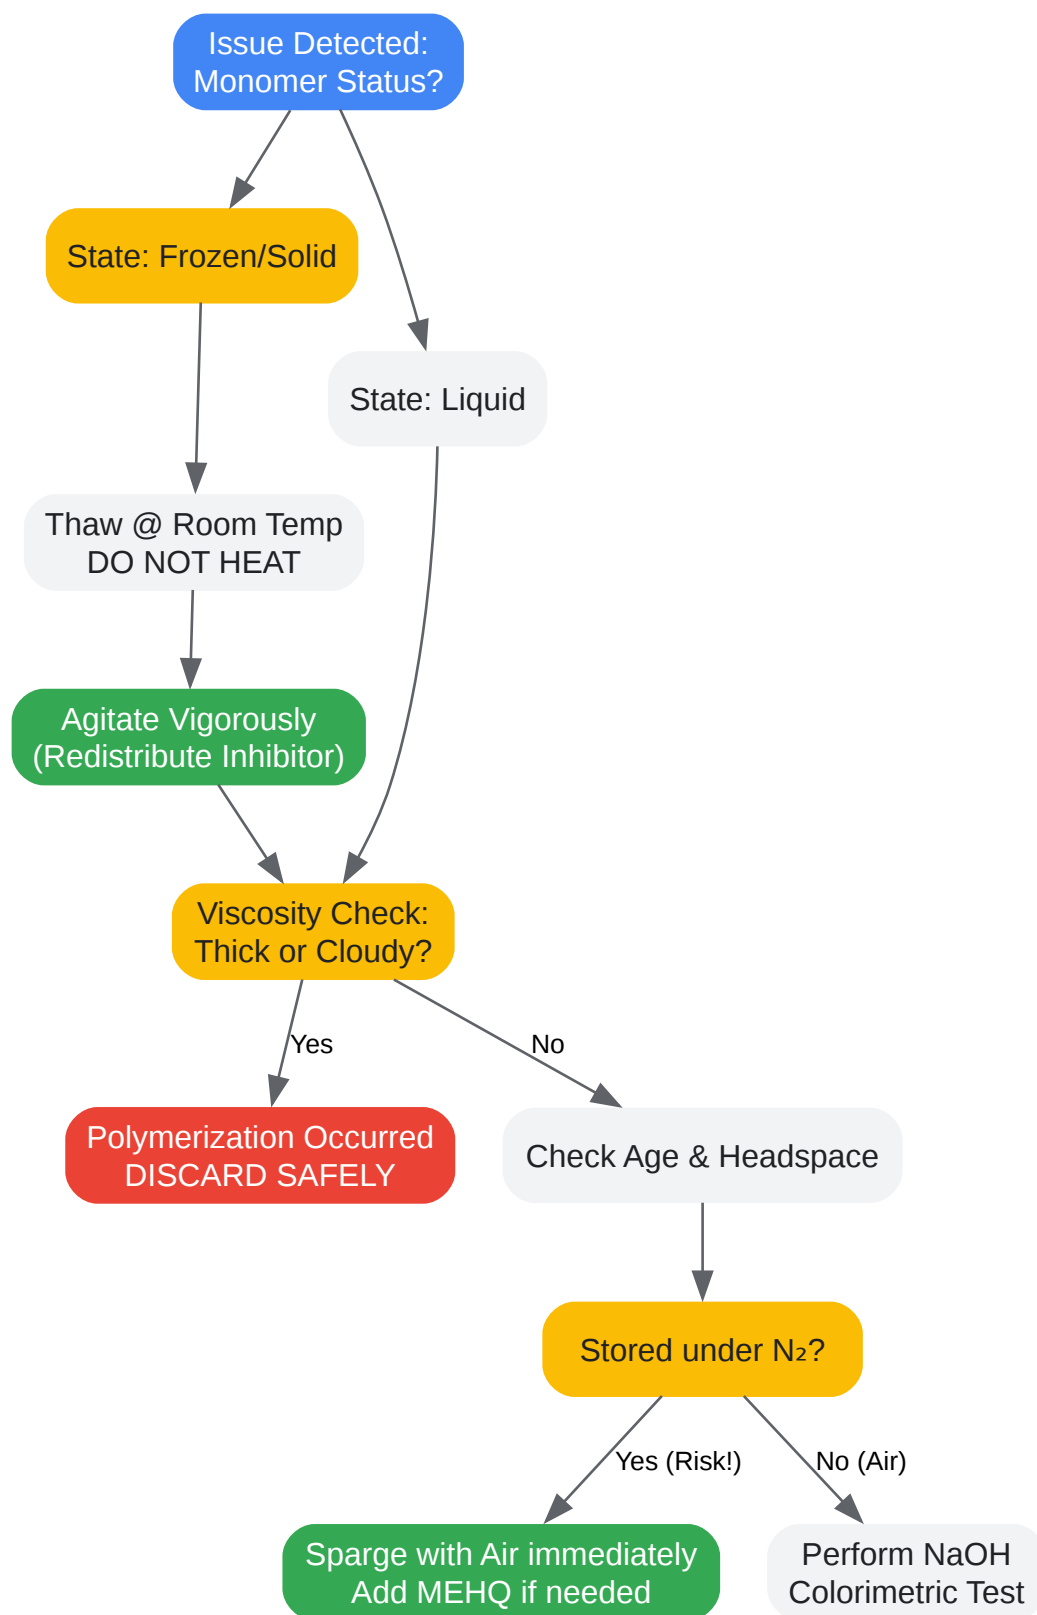 Issue Detected:
Monomer Status?
State: Frozen/Solid
State: Liquid
Thaw @ Room Temp
DO NOT HEAT
Agitate Vigorously
(Redistribute Inhibitor)
Viscosity Check:
Thick or Cloudy?
Yes
No
Polymerization Occurred
DISCARD SAFELY
Check Age & Headspace
Stored under N₂?
Yes (Risk!)
No (Air)
Sparge with Air immediately
Add MEHQ if needed
Perform NaOH
Colorimetric Test